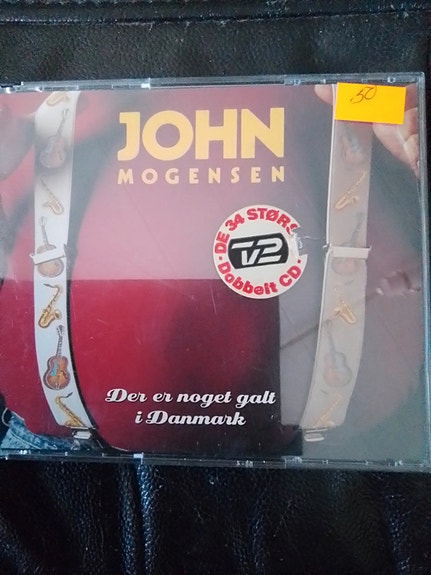 JOHN
MOGENSEN
50
DE 34 STØRS
TV2
Dobbelt CD
Der er noget galt
i Danmark